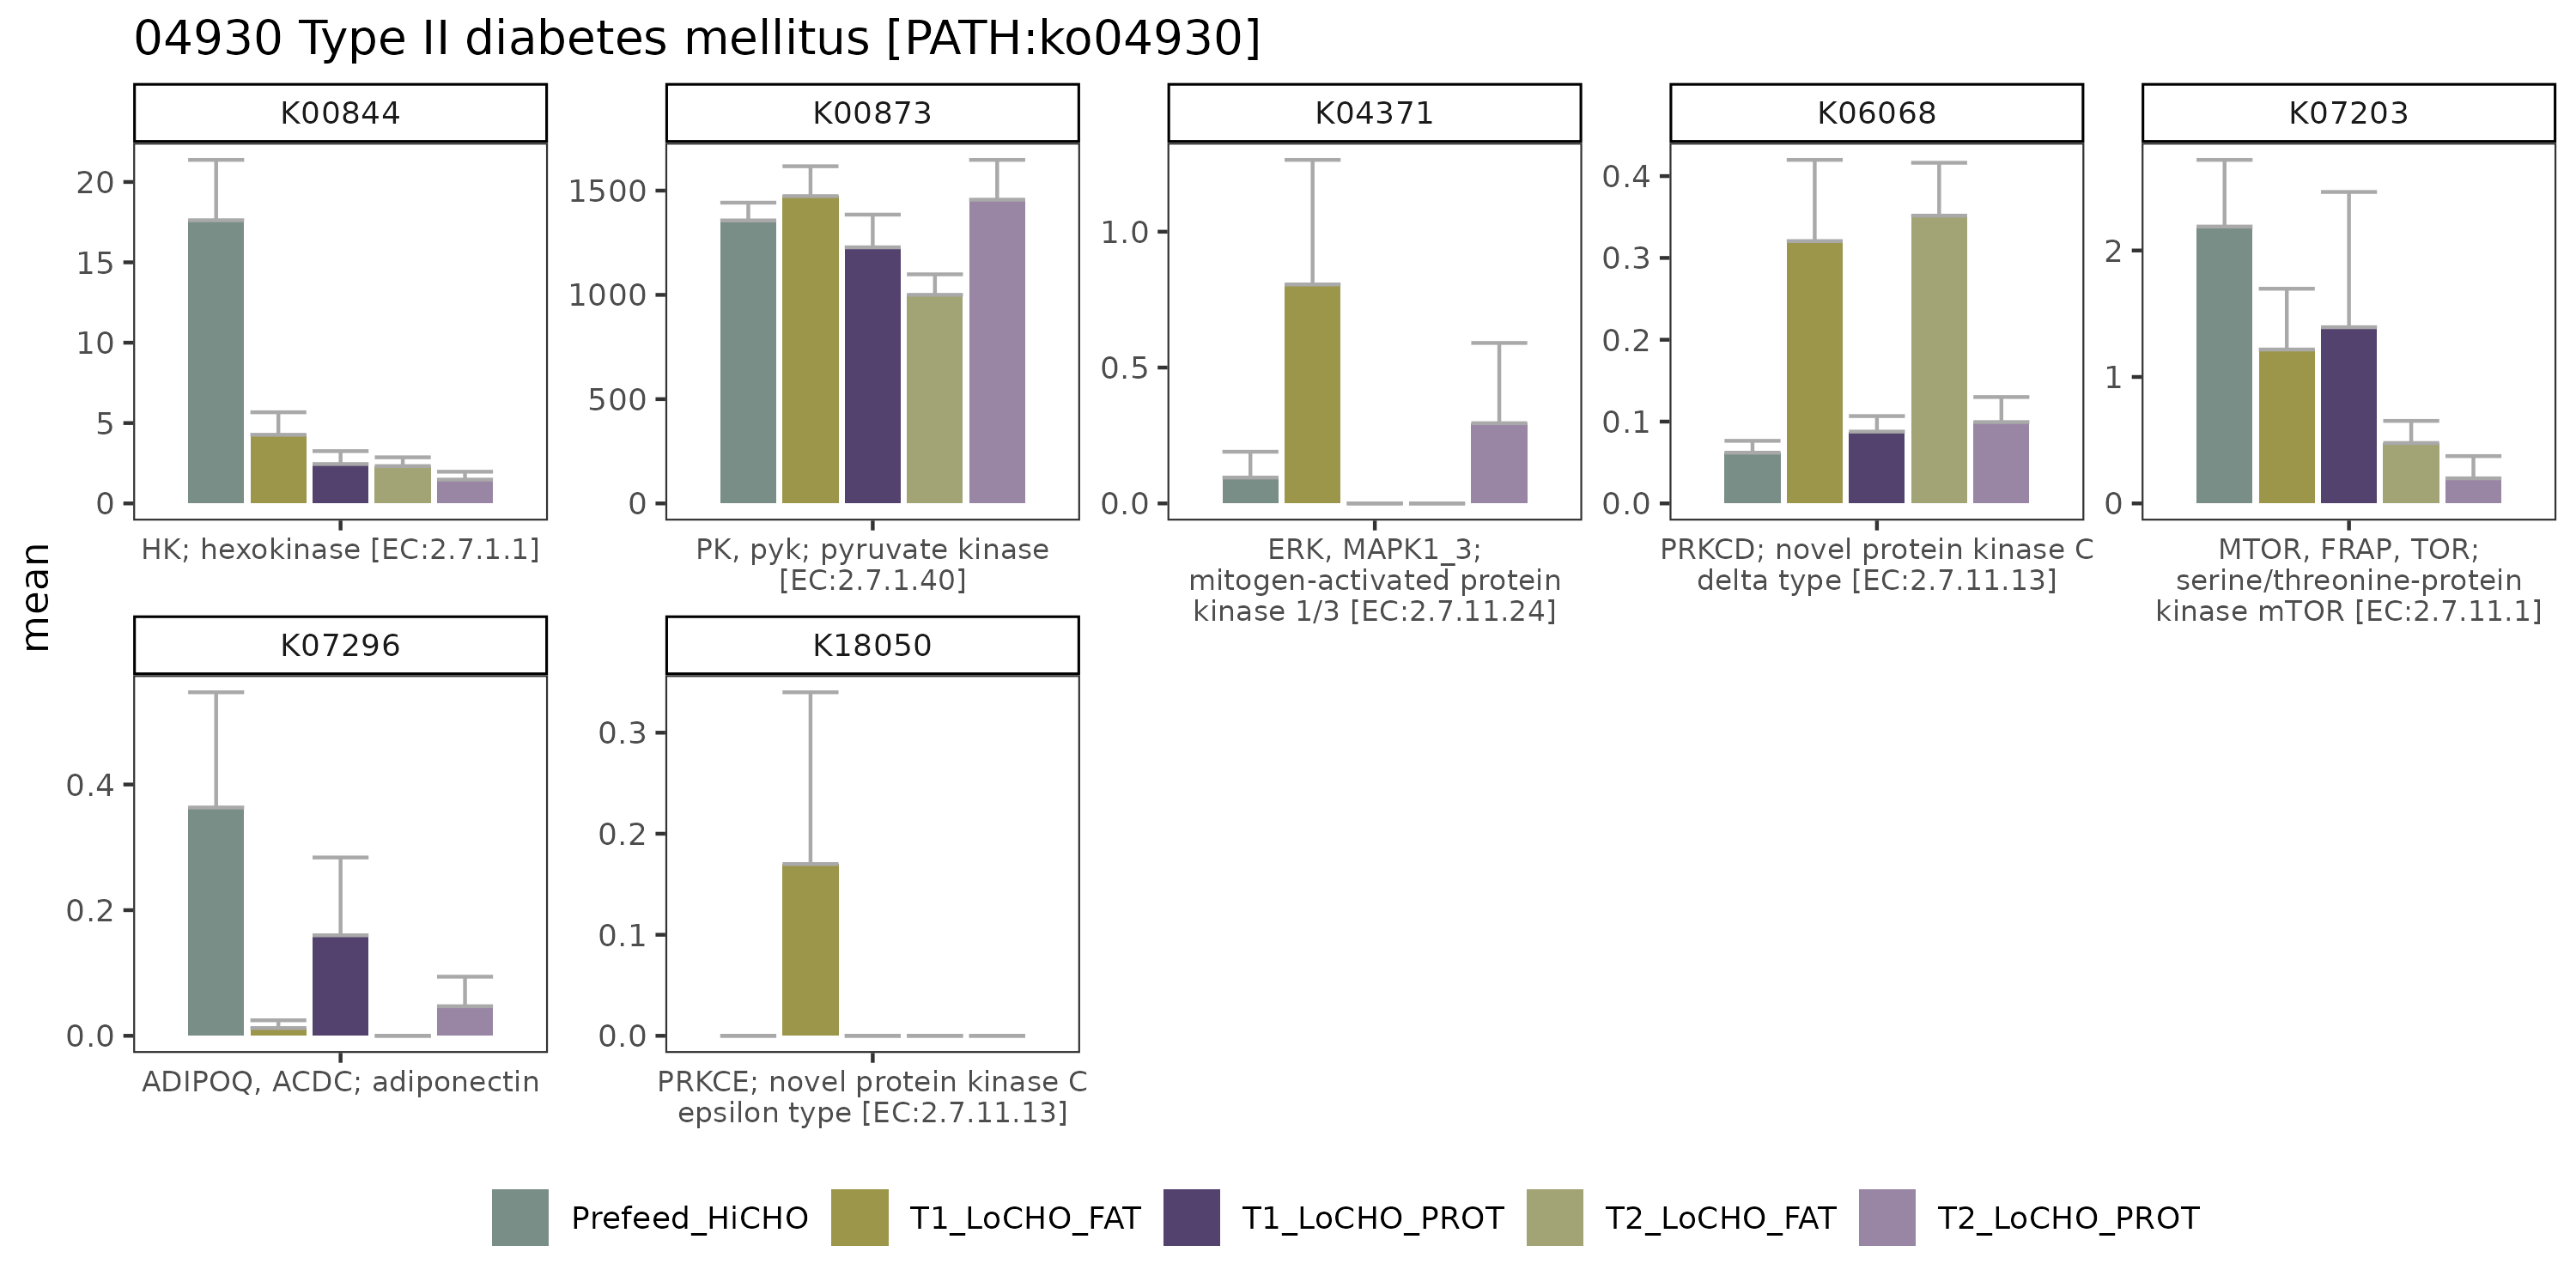 04930 Type II diabetes mellitus [PATH:ko04930]
K00844
K00873
K04371
K06068
K07203
20
15
10
5
0
1500
1000
500
0
1.0
0.5
0.0
0.4
0.3
0.2
0.1
0.0
2
1
0
HK; hexokinase [EC:2.7.1.1]
PK, pyk; pyruvate kinase
[EC:2.7.1.40]
ERK, MAPK1_3;
mitogen-activated protein
kinase 1/3 [EC:2.7.11.24]
PRKCD; novel protein kinase C
delta type [EC:2.7.11.13]
MTOR, FRAP, TOR;
serine/threonine-protein
kinase mTOR [EC:2.7.11.1]
mean
K07296
K18050
0.4
0.2
0.0
0.3
0.2
0.1
0.0
ADIPOQ, ACDC; adiponectin
PRKCE; novel protein kinase C
epsilon type [EC:2.7.11.13]
Prefeed_HiCHO
T1_LoCHO_FAT
T1_LoCHO_PROT
T2_LoCHO_FAT
T2_LoCHO_PROT